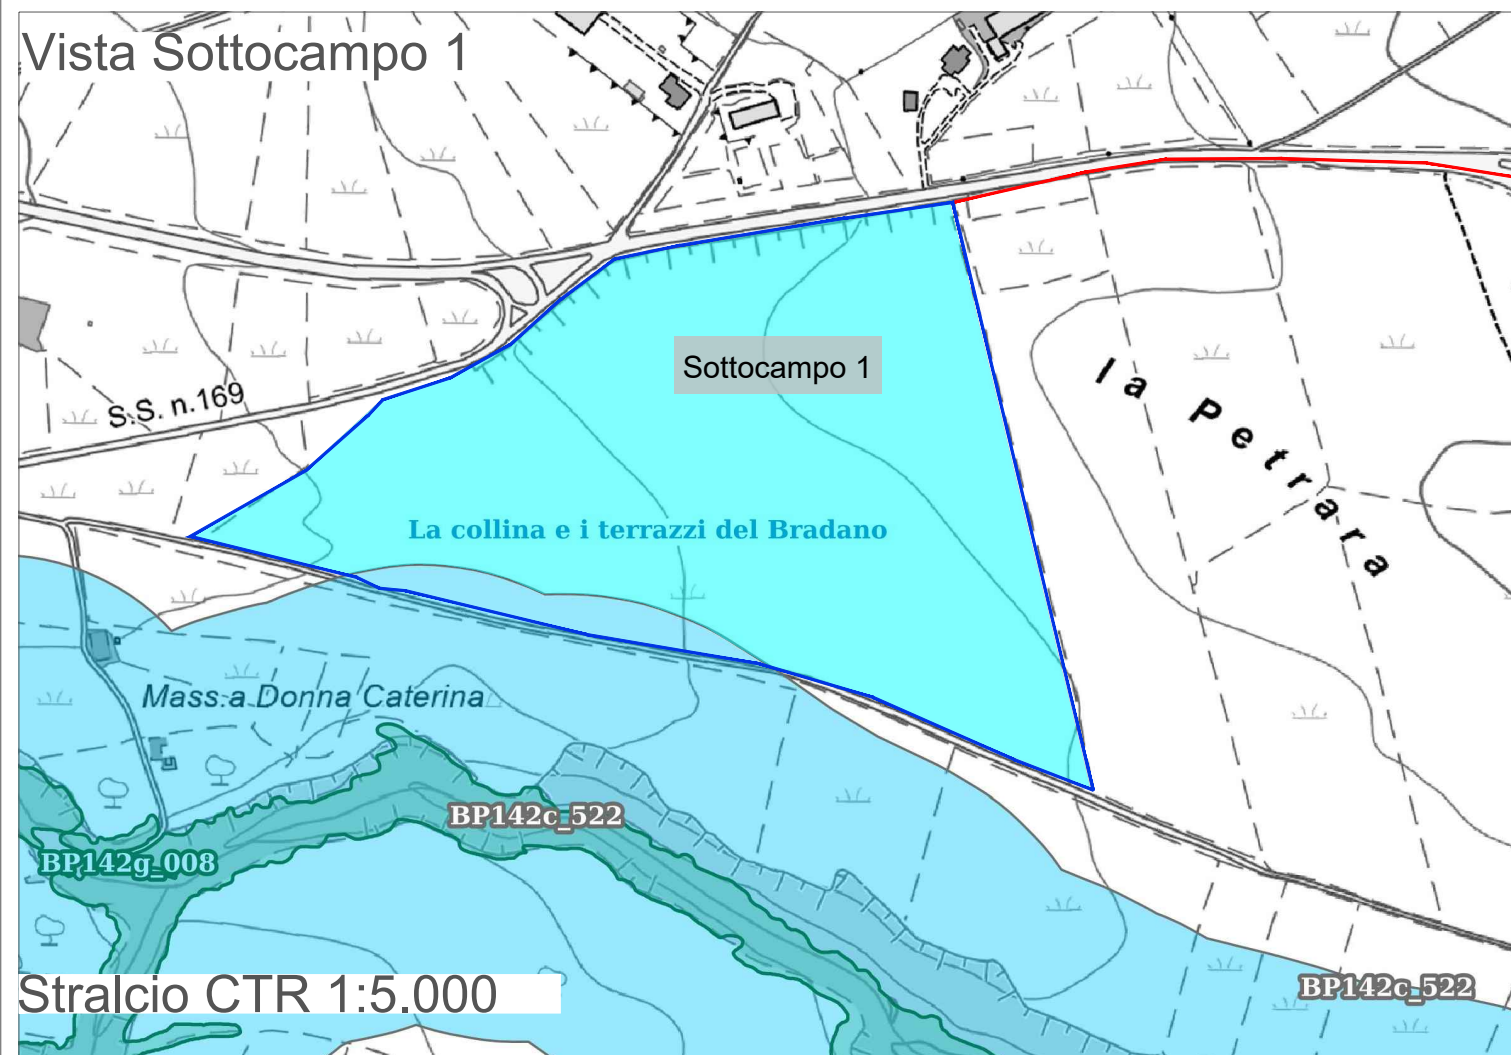 Vista Sottocampo 1
Sottocampo 1
S.S. n.169
la Petrara
La collina e i terrazzi del Bradano
Mass.a Donna Caterina
BP142c_522
BP142g_008
BP142c_522
Stralcio CTR 1:5.000